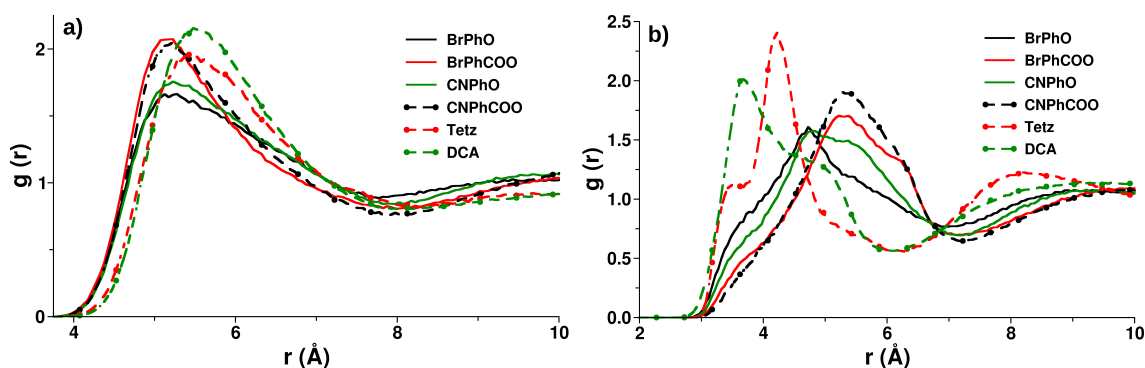 a)
g (r)
2
1
0
4
6
8
10
r (Å)
BrPhO
BrPhCOO
CNPhO
CNPhCOO
Tetz
DCA
b)
g (r)
2.5
2.0
1.5
1.0
0.5
0.0
2
4
6
8
10
r (Å)
BrPhO
BrPhCOO
CNPhO
CNPhCOO
Tetz
DCA